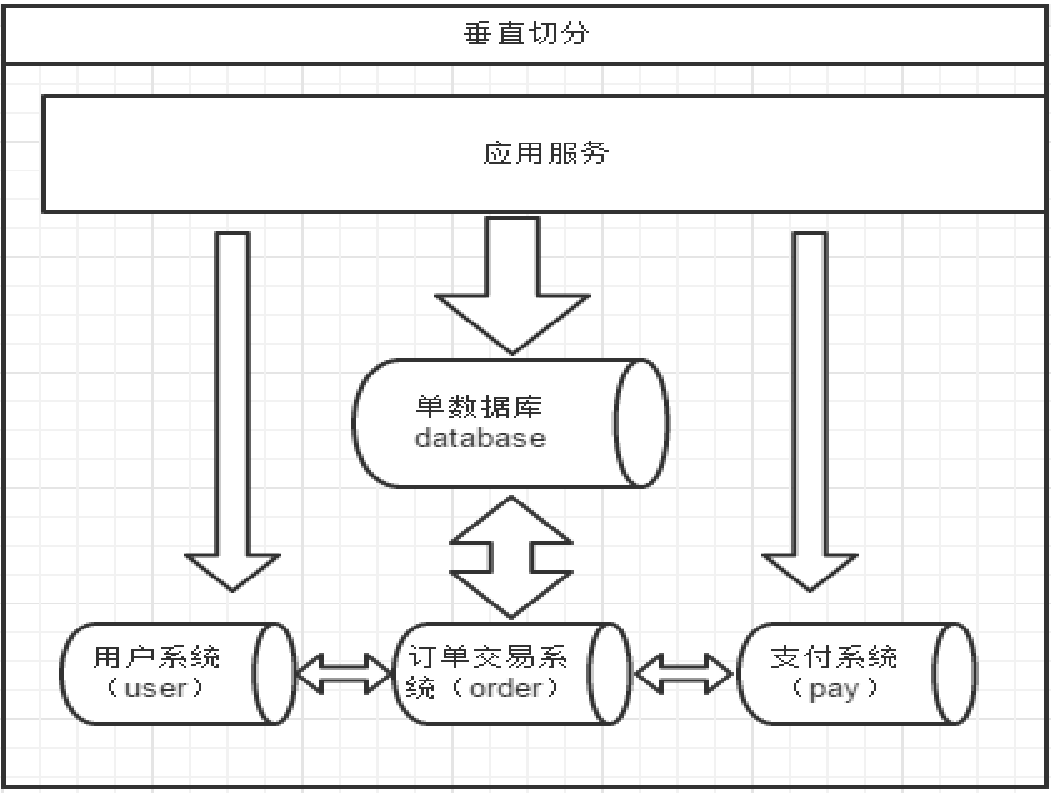 垂直切分
应用服务
单数据库
database
用户系统
（user）
订单交易系
统（order）
支付系统
（pay）